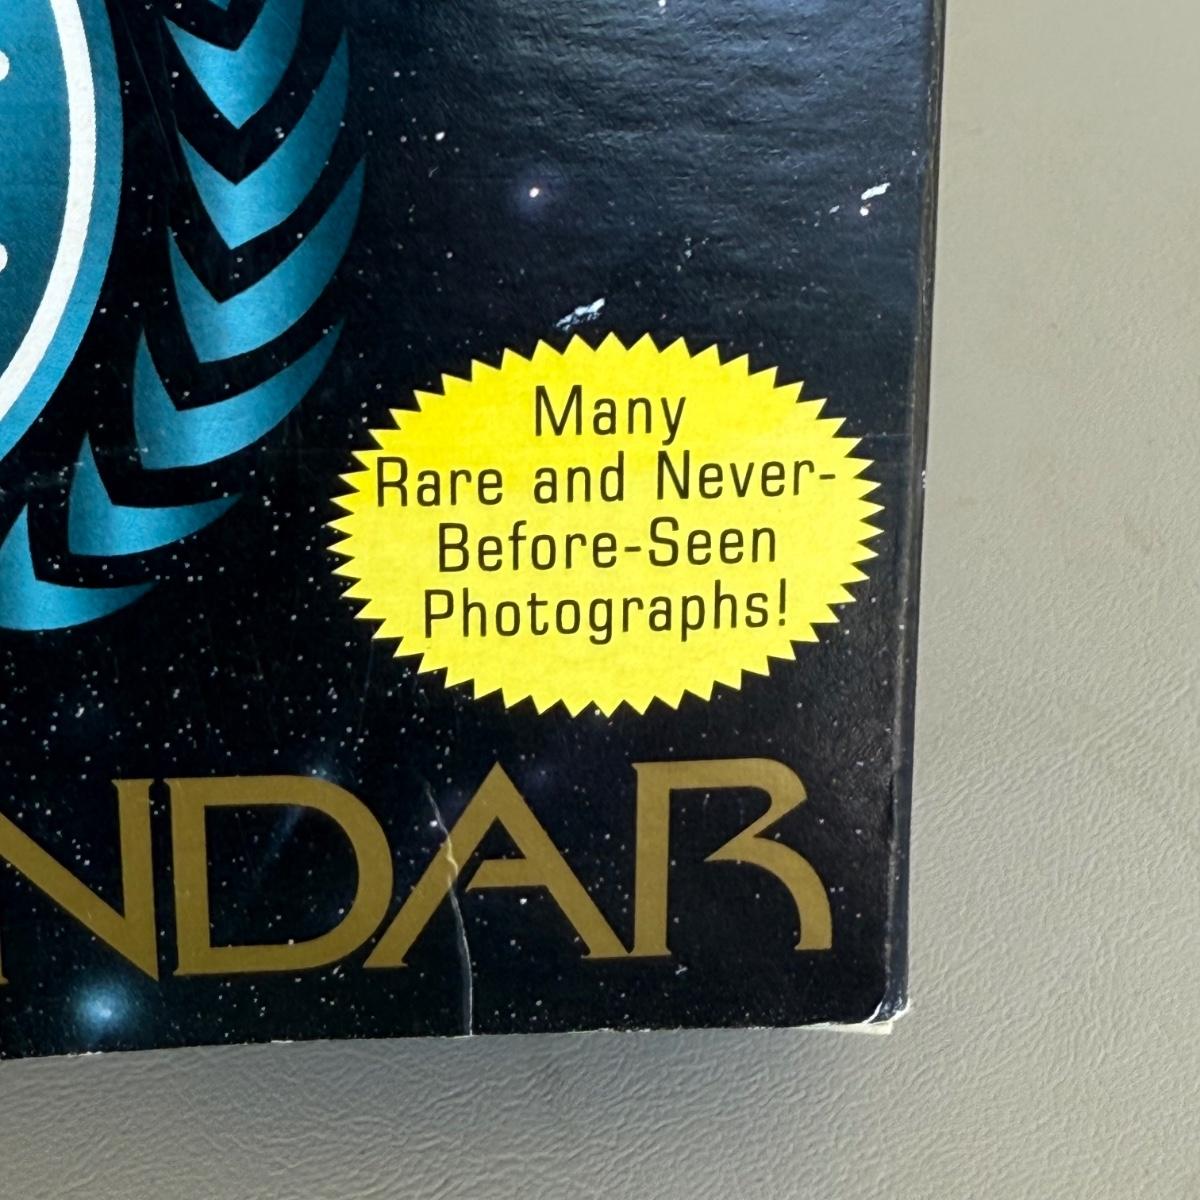 Many
Rare and Never-
Before-Seen
Photographs!
NDAR